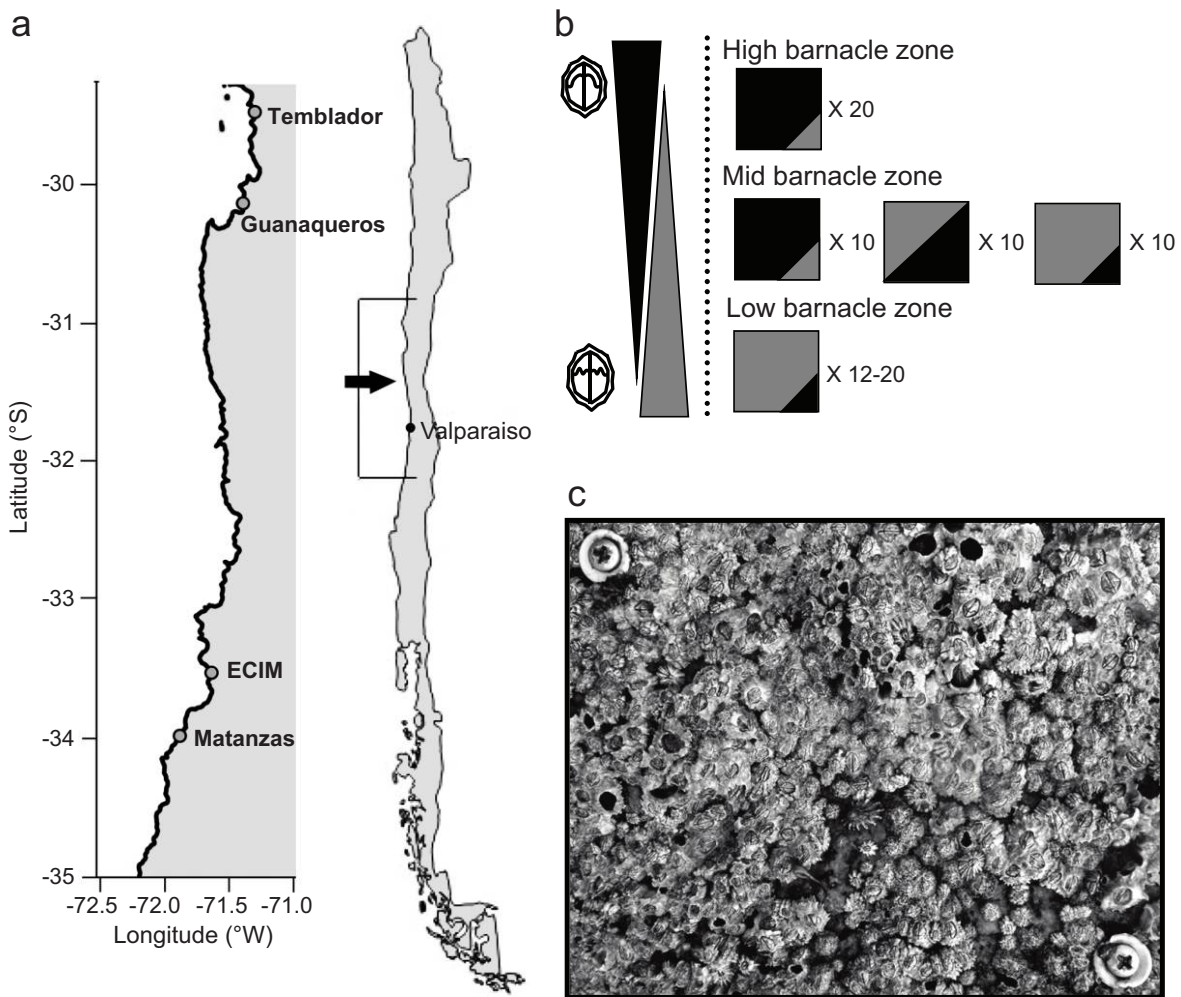 a
Temblador
-30
Guanaqueros
-31
Valparaiso
-32
Latitude (°S)
-33
ECIM
-34
Matanzas
-35
-72.5 -72.0 -71.5 -71.0
Longitude (°W)
b
High barnacle zone
X 20
Mid barnacle zone
X 10 X 10 X 10
Low barnacle zone
X 12-20
c